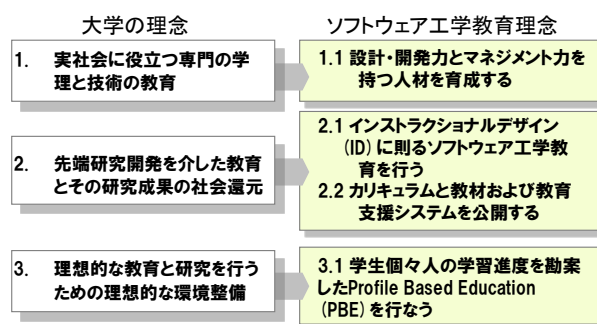 大学の理念
ソフトウェア工学教育理念
1. 実社会に役立つ専門の学
理と技術の教育
1.1 設計・開発力とマネジメント力を
持つ人材を育成する
2. 先端研究開発を介した教育
とその研究成果の社会還元
2.1 インストラクショナルデザイン
(ID)に則るソフトウェア工学教
育を行う
2.2 カリキュラムと教材および教育
支援システムを公開する
3. 理想的な教育と研究を行う
ための理想的な環境整備
3.1 学生個々人の学習進度を勘案
したProfile Based Education
(PBE)を行なう